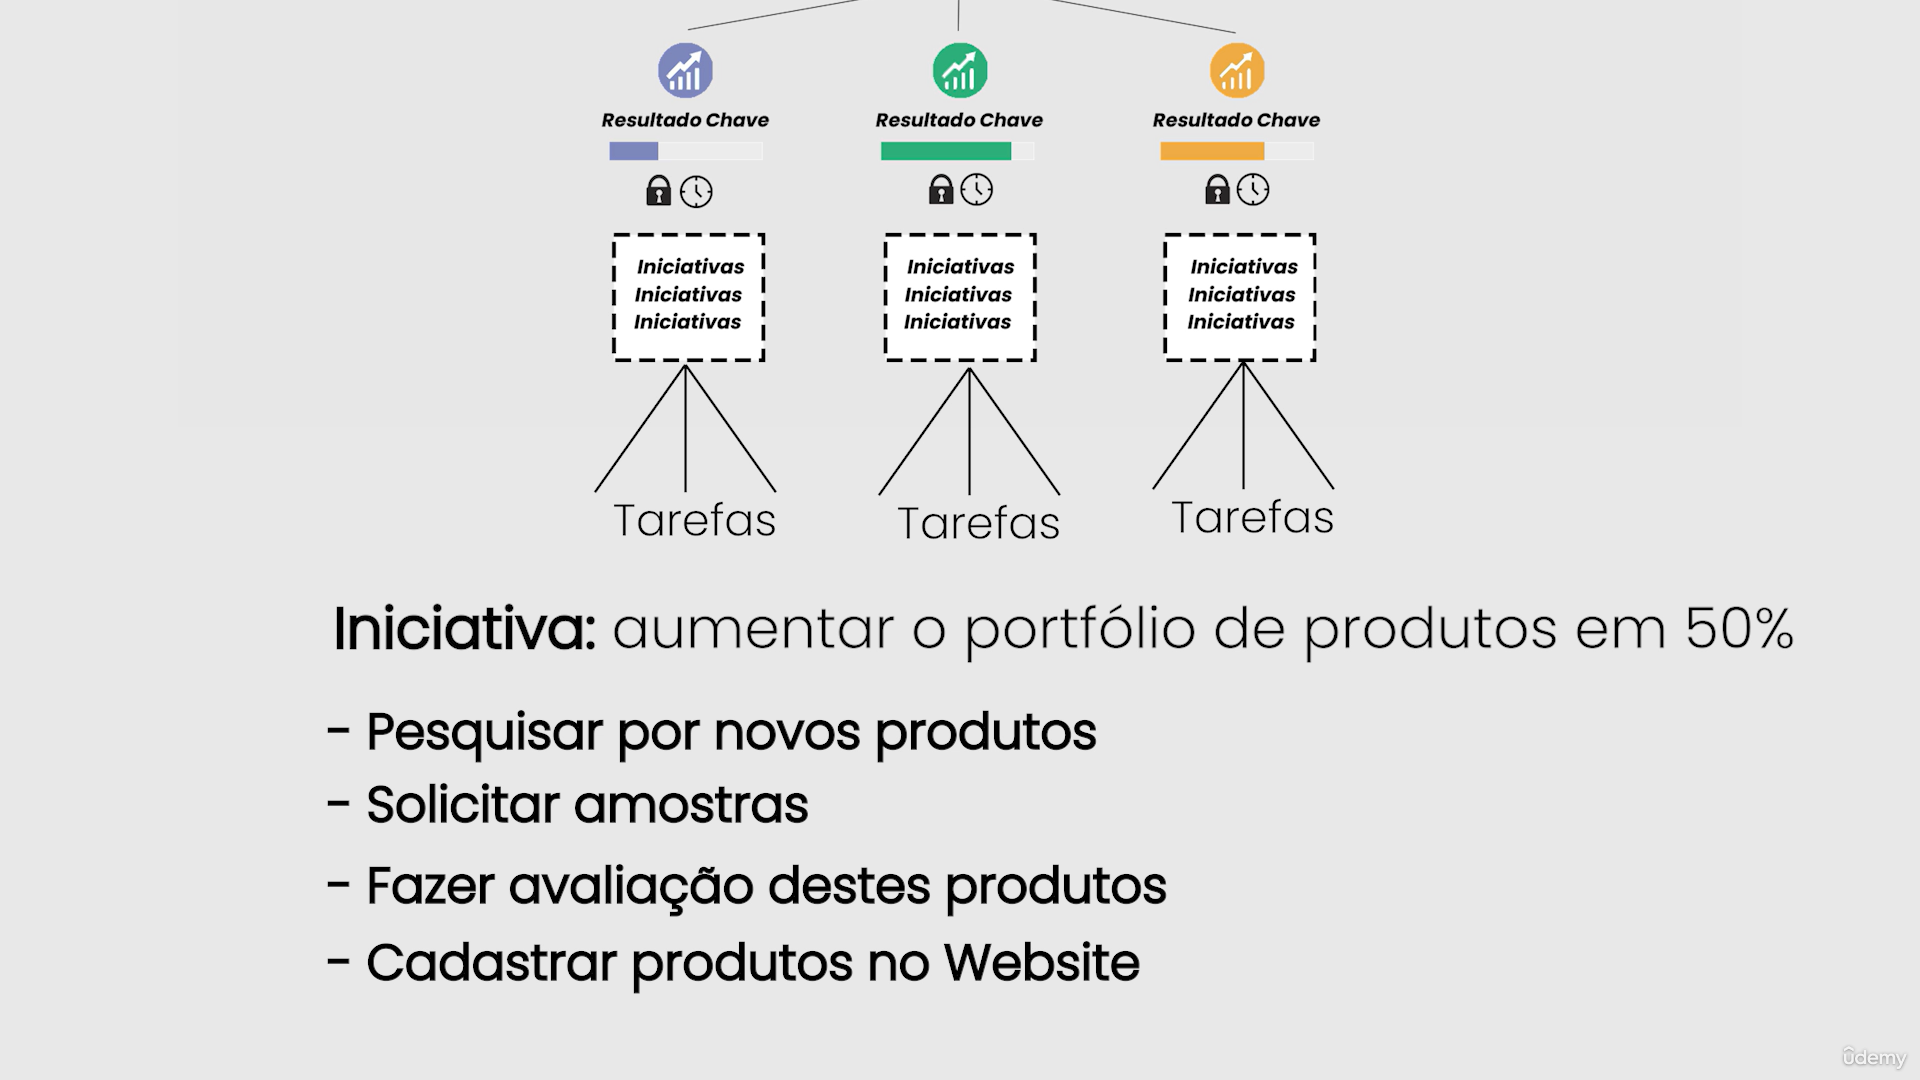 Resultado Chave
Resultado Chave
Resultado Chave
Iniciativas
Iniciativas
Iniciativas
Iniciativas
Iniciativas
Iniciativas
Iniciativas
Iniciativas
Iniciativas
Tarefas
Tarefas
Tarefas
Iniciativa: aumentar o portfólio de produtos em 50%
- Pesquisar por novos produtos
- Solicitar amostras
- Fazer avaliação destes produtos
- Cadastrar produtos no Website
ûdemy